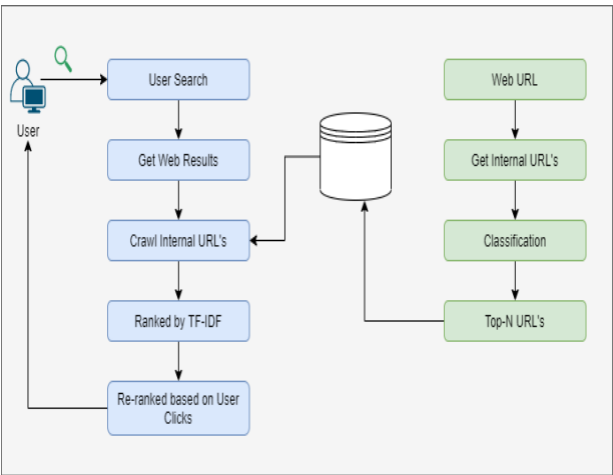 User
User Search
Get Web Results
Crawl Internal URL's
Ranked by TF-IDF
Re-ranked based on User
Clicks
Web URL
Get Internal URL's
Classification
Top-N URL's